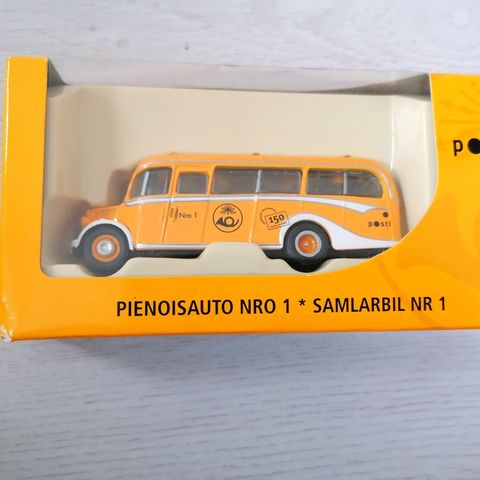 Nro 1
150
posti
PIENOISAUTO NRO 1 * SAMLARBIL NR 1